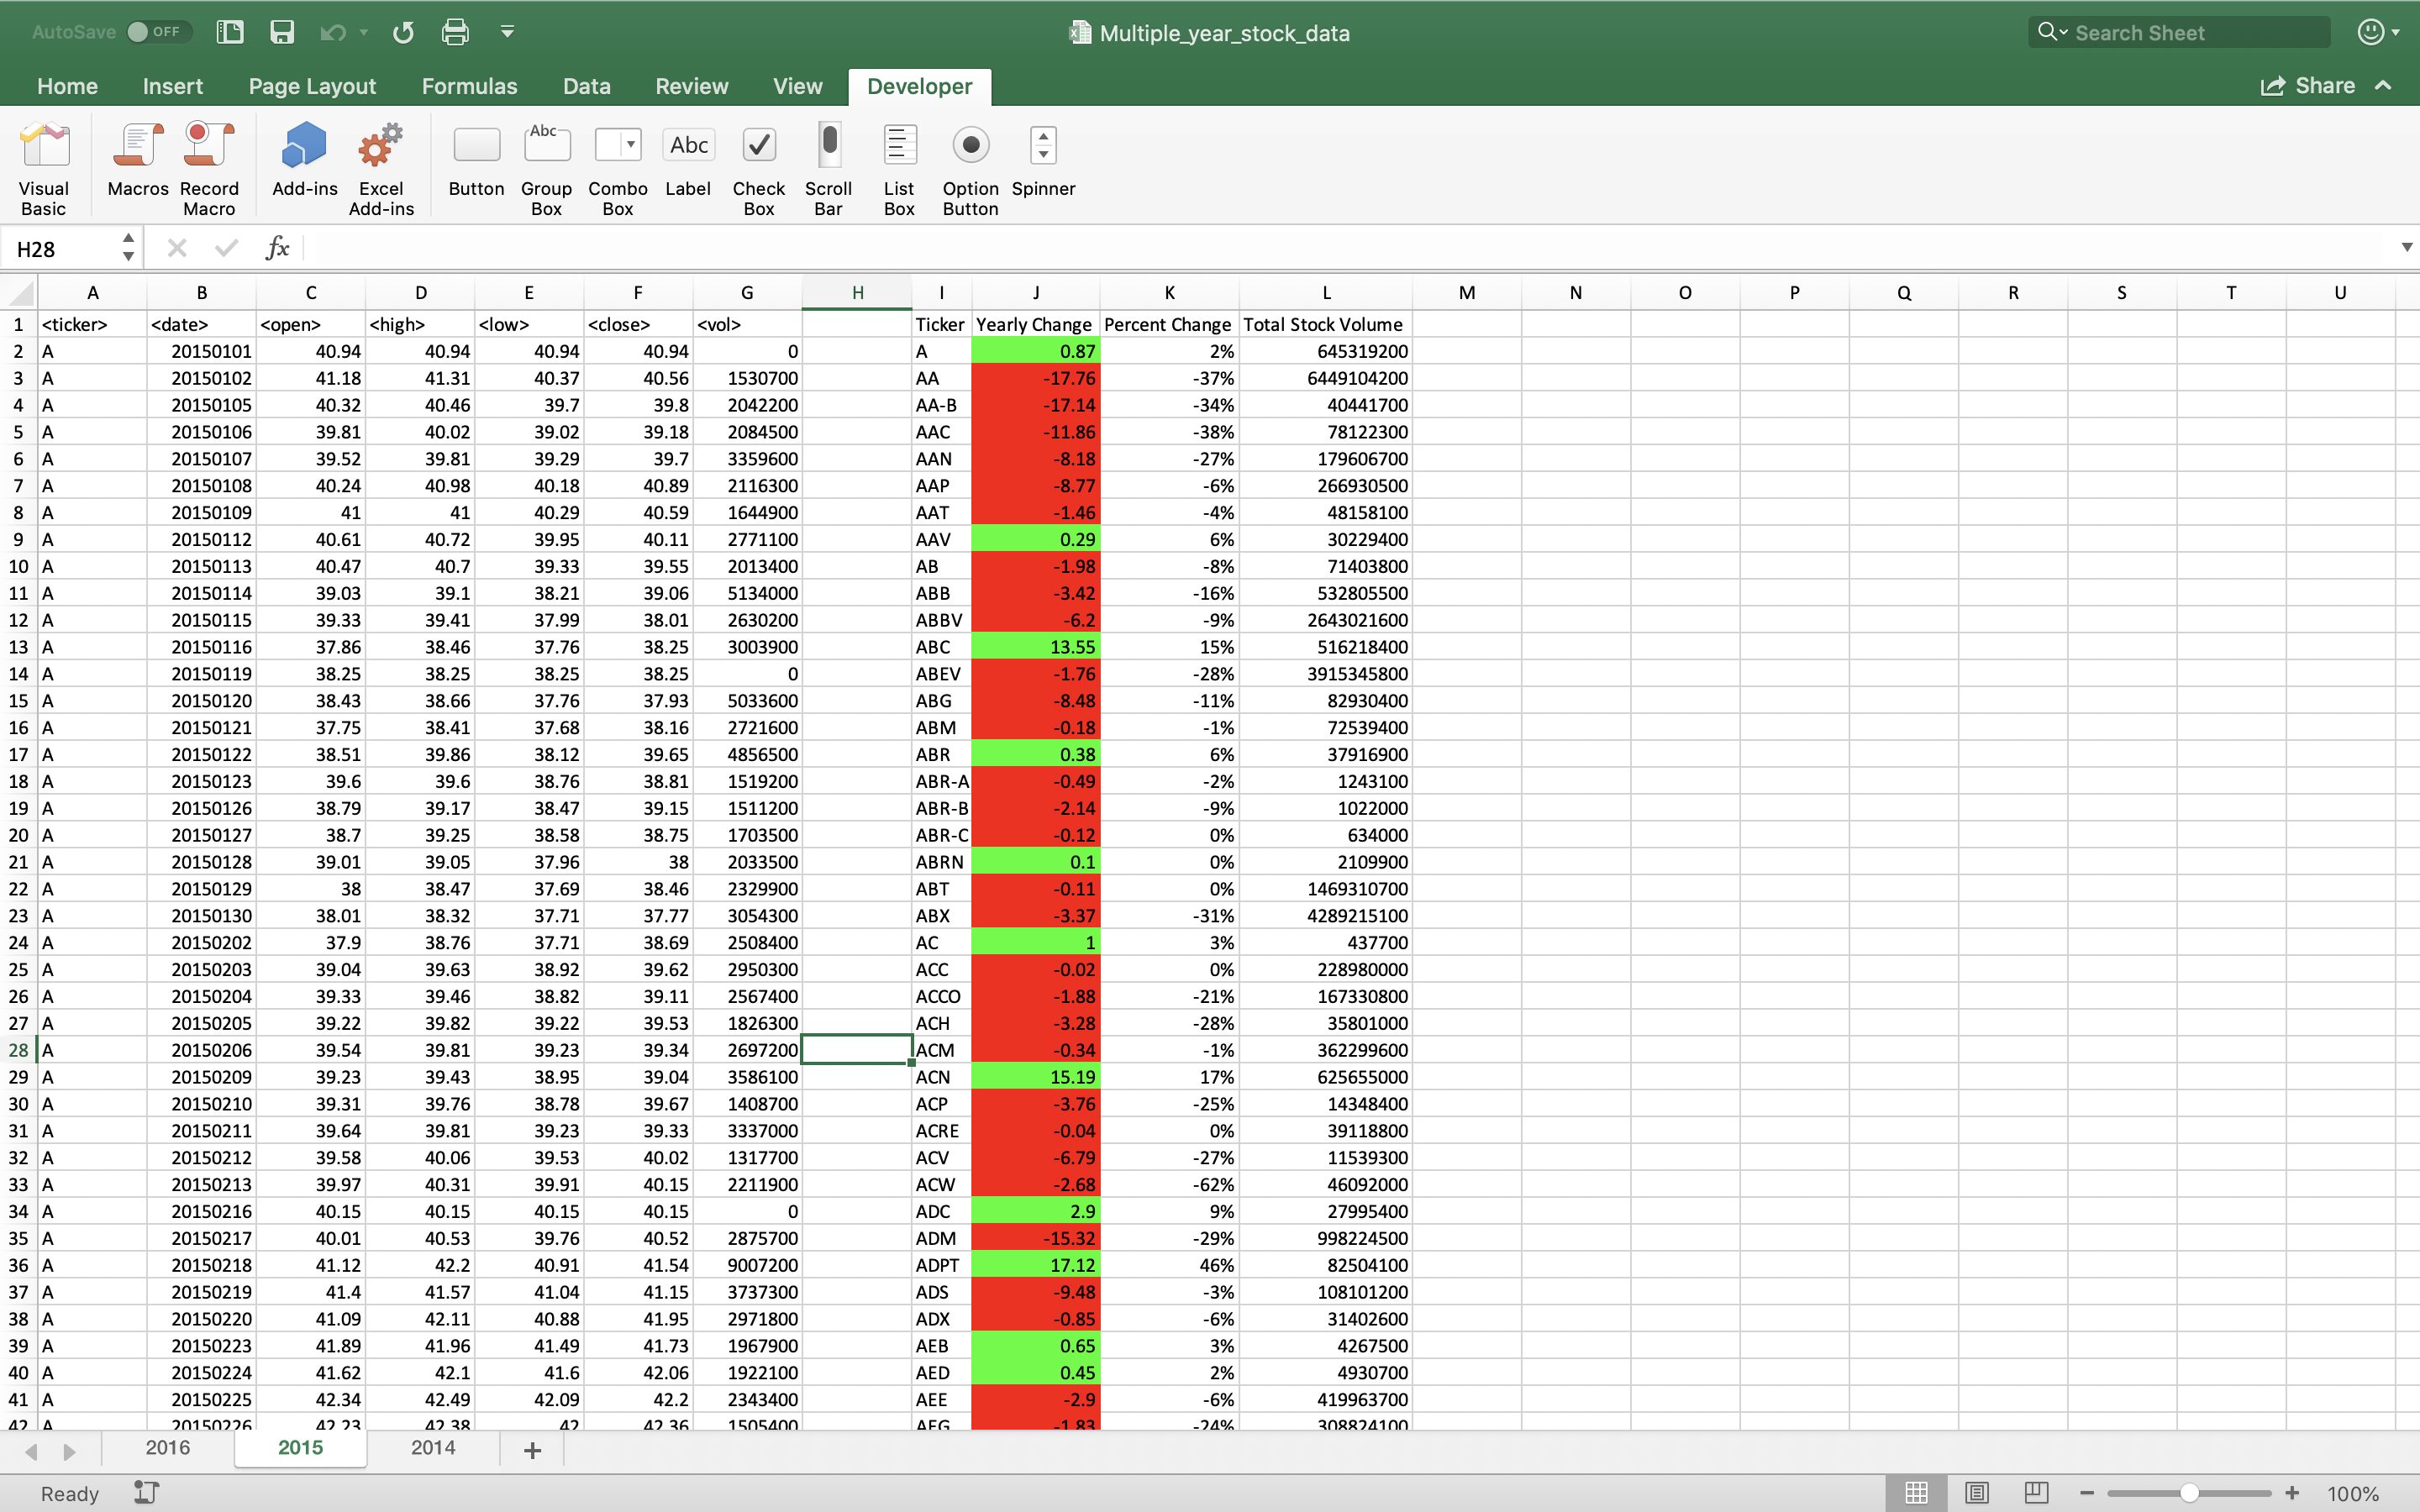 AutoSave OFF Multiple_year_stock_data Search Sheet
Home Insert Page Layout Formulas Data Review View Developer Share
Abc Abc
Visual Basic Macros Record Macro Add-ins Excel Add-ins Button Group Box Combo Box Label Check Box Scroll Bar List Box Option Button Spinner
H28 fx
A B C D E F G H I J K L M N O P Q R S T U
1 <ticker> <date> <open> <high> <low> <close> <vol> Ticker Yearly Change Percent Change Total Stock Volume
2 A 20150101 40.94 40.94 40.94 40.94 0 A 0.87 2% 645319200
3 A 20150102 41.18 41.31 40.37 40.56 1530700 AA -17.76 -37% 6449104200
4 A 20150105 40.32 40.46 39.7 39.8 2042200 AA-B -17.14 -34% 40441700
5 A 20150106 39.81 40.02 39.02 39.18 2084500 AAC -11.86 -38% 78122300
6 A 20150107 39.52 39.81 39.29 39.7 3359600 AAN -8.18 -27% 179606700
7 A 20150108 40.24 40.98 40.18 40.89 2116300 AAP -8.77 -6% 266930500
8 A 20150109 41 41 40.29 40.59 1644900 AAT -1.46 -4% 48158100
9 A 20150112 40.61 40.72 39.95 40.11 2771100 AAV 0.29 6% 30229400
10 A 20150113 40.47 40.7 39.33 39.55 2013400 AB -1.98 -8% 71403800
11 A 20150114 39.03 39.1 38.21 39.06 5134000 ABB -3.42 -16% 532805500
12 A 20150115 39.33 39.41 37.99 38.01 2630200 ABBV -6.2 -9% 2643021600
13 A 20150116 37.86 38.46 37.76 38.25 3003900 ABC 13.55 15% 516218400
14 A 20150119 38.25 38.25 38.25 38.25 0 ABEV -1.76 -28% 3915345800
15 A 20150120 38.43 38.66 37.76 37.93 5033600 ABG -8.48 -11% 82930400
16 A 20150121 37.75 38.41 37.68 38.16 2721600 ABM -0.18 -1% 72539400
17 A 20150122 38.51 39.86 38.12 39.65 4856500 ABR 0.38 6% 37916900
18 A 20150123 39.6 39.6 38.76 38.81 1519200 ABR-A -0.49 -2% 1243100
19 A 20150126 38.79 39.17 38.47 39.15 1511200 ABR-B -2.14 -9% 1022000
20 A 20150127 38.7 39.25 38.58 38.75 1703500 ABR-C -0.12 0% 634000
21 A 20150128 39.01 39.05 37.96 38 2033500 ABRN 0.1 0% 2109900
22 A 20150129 38 38.47 37.69 38.46 2329900 ABT -0.11 0% 1469310700
23 A 20150130 38.01 38.32 37.71 37.77 3054300 ABX -3.37 -31% 4289215100
24 A 20150202 37.9 38.76 37.71 38.69 2508400 AC 1 3% 437700
25 A 20150203 39.04 39.63 38.92 39.62 2950300 ACC -0.02 0% 228980000
26 A 20150204 39.33 39.46 38.82 39.11 2567400 ACCO -1.88 -21% 167330800
27 A 20150205 39.22 39.82 39.22 39.53 1826300 ACH -3.28 -28% 35801000
28 A 20150206 39.54 39.81 39.23 39.34 2697200 ACM -0.34 -1% 362299600
29 A 20150209 39.23 39.43 38.95 39.04 3586100 ACN 15.19 17% 625655000
30 A 20150210 39.31 39.76 38.78 39.67 1408700 ACP -3.76 -25% 14348400
31 A 20150211 39.64 39.81 39.23 39.33 3337000 ACRE -0.04 0% 39118800
32 A 20150212 39.58 40.06 39.53 40.02 1317700 ACV -6.79 -27% 11539300
33 A 20150213 39.97 40.31 39.91 40.15 2211900 ACW -2.68 -62% 46092000
34 A 20150216 40.15 40.15 40.15 40.15 0 ADC 2.9 9% 27995400
35 A 20150217 40.01 40.53 39.76 40.52 2875700 ADM -15.32 -29% 998224500
36 A 20150218 41.12 42.2 40.91 41.54 9007200 ADPT 17.12 46% 82504100
37 A 20150219 41.4 41.57 41.04 41.15 3737300 ADS -9.48 -3% 108101200
38 A 20150220 41.09 42.11 40.88 41.95 2971800 ADX -0.85 -6% 31402600
39 A 20150223 41.89 41.96 41.49 41.73 1967900 AEB 0.65 3% 4267500
40 A 20150224 41.62 42.1 41.6 42.06 1922100 AED 0.45 2% 4930700
41 A 20150225 42.34 42.49 42.09 42.2 2343400 AEE -2.9 -6% 419963700
42 A 20150226 42.23 42.38 42 42.36 1505400 AEG -1.83 -24% 308824100
2016 2015 2014 +
Ready 100%